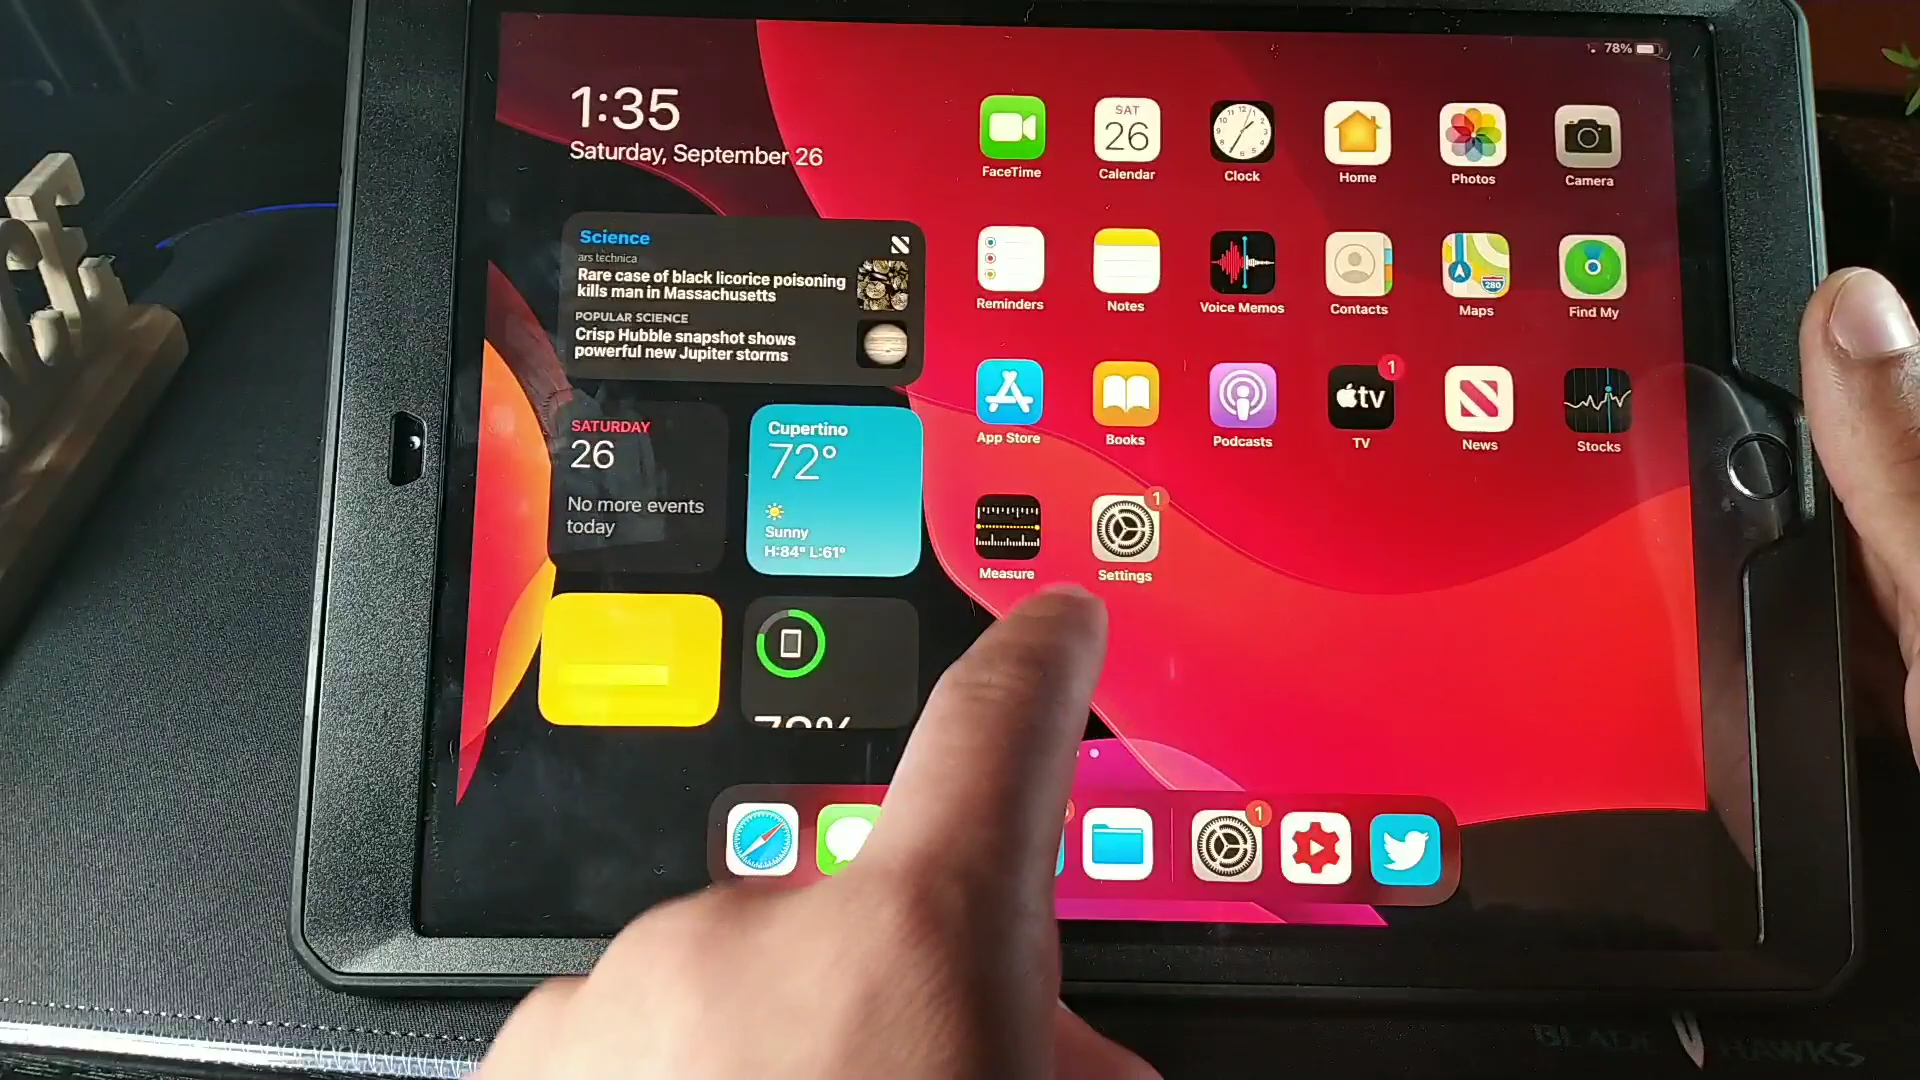 78%
1:35
Saturday, September 26
Science
ars technica
Rare case of black licorice poisoning
kills man in Massachusetts
POPULAR SCIENCE
Crisp Hubble snapshot shows
powerful new Jupiter storms
SATURDAY
26
No more events
today
Cupertino
72°
Sunny
H:84° L:61°
SAT
26
FaceTime
Calendar
Clock
Home
Photos
Camera
Reminders
Notes
Voice Memos
Contacts
280
Maps
Find My
App Store
Books
Podcasts
tv
1
TV
News
Stocks
1
Measure
Settings
1
BLADE HAWKS